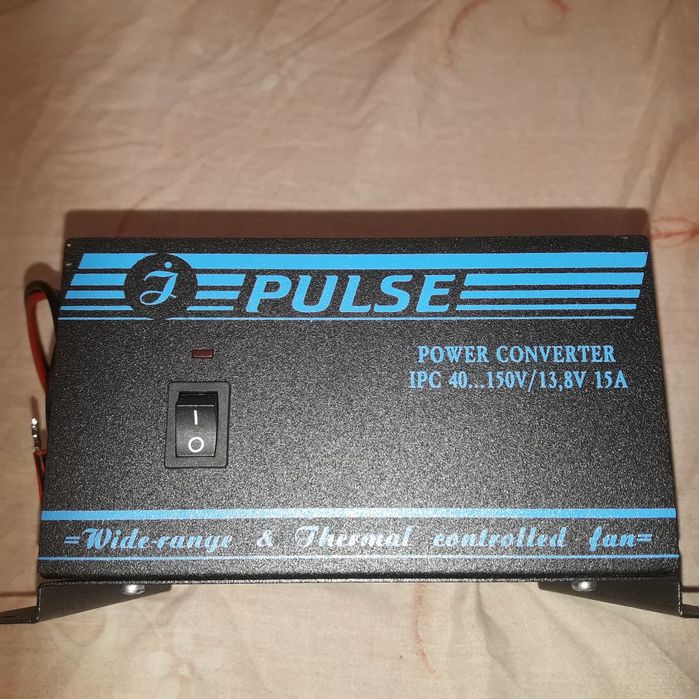 i PULSE
POWER CONVERTER
IPC 40...150V/13,8V 15A
I
O
=Wide-range & Thermal controlled fan=